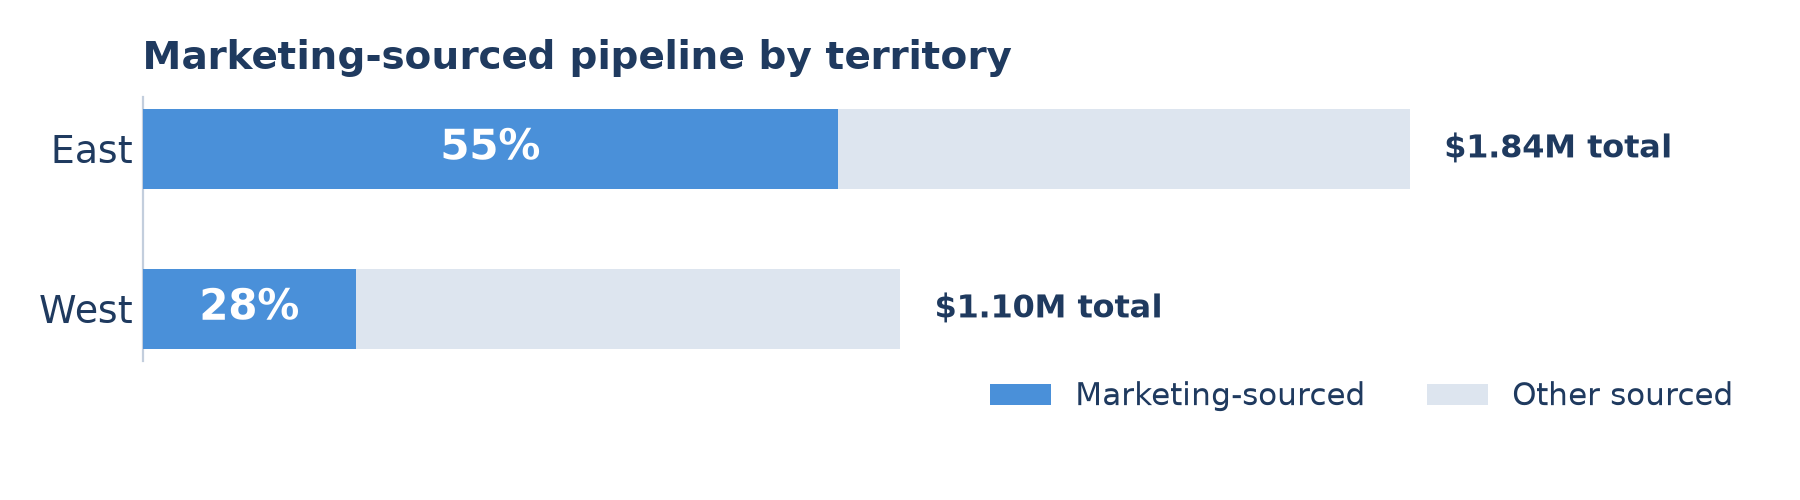 Marketing-sourced pipeline by territory
East 55% $1.84M total
West 28% $1.10M total
Marketing-sourced Other sourced